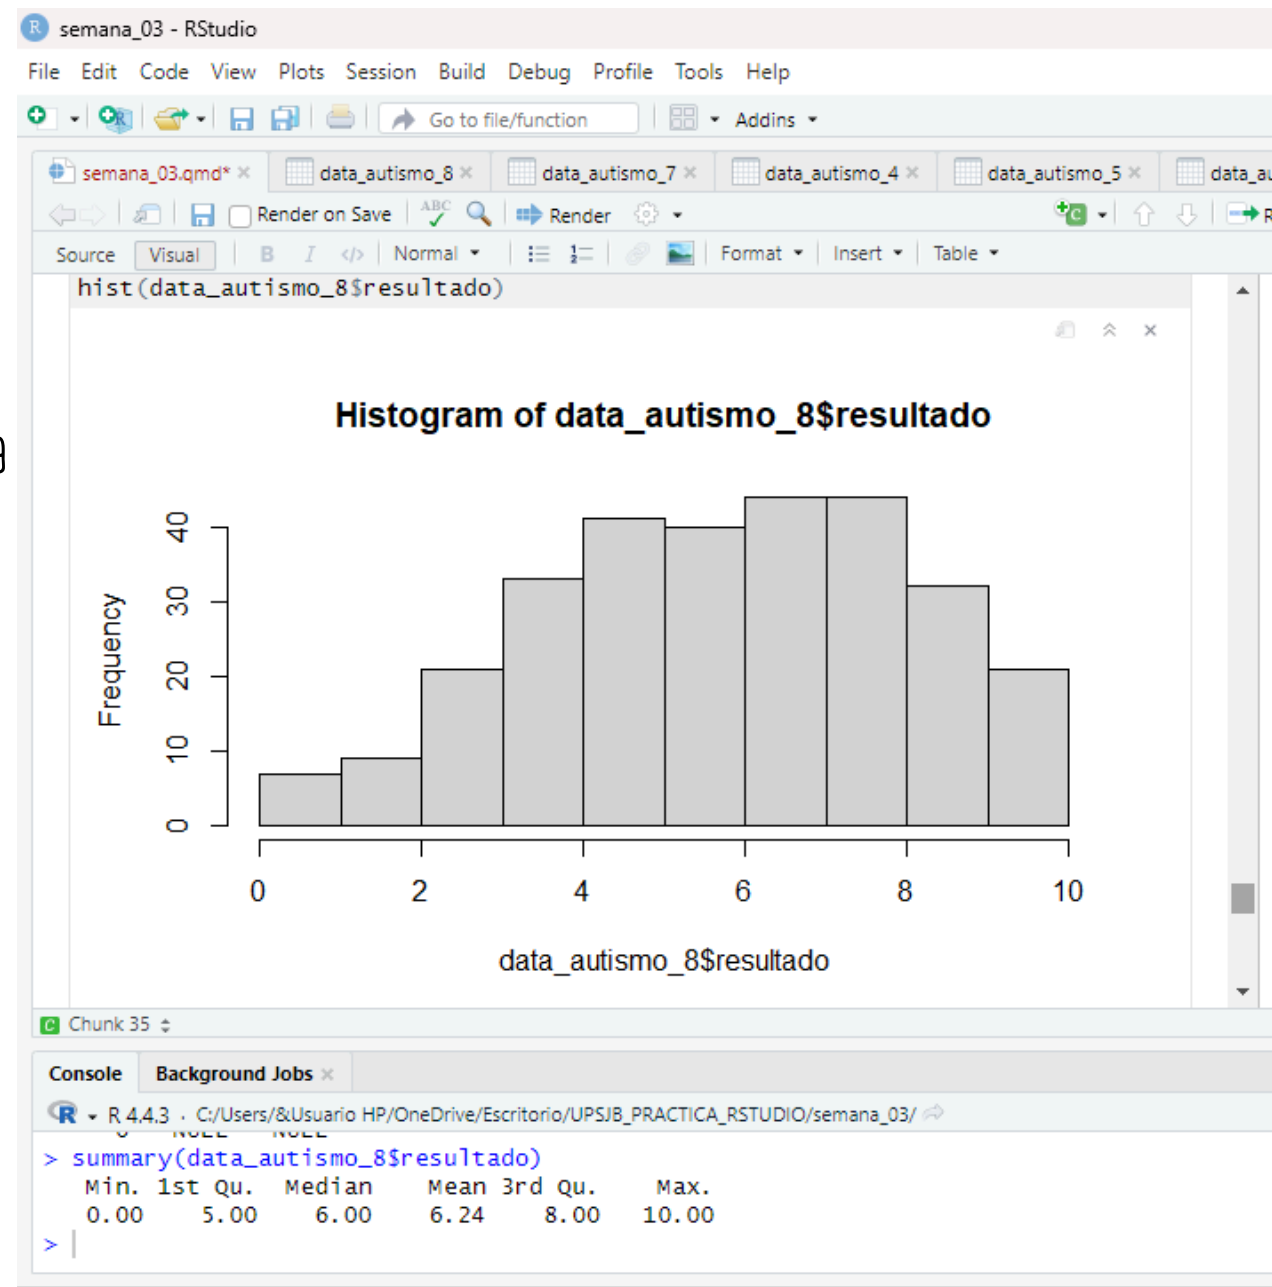 semana_03 - RStudio
File Edit Code View Plots Session Build Debug Profile Tools Help
Go to file/function Addins
semana_03.qmd* data_autismo_8 data_autismo_7 data_autismo_4 data_autismo_5
Render on Save ABC Render
Source Visual B I </> Normal Format Insert Table
hist(data_autismo_8$resultado)
Histogram of data_autismo_8$resultado
Frequency
40
30
20
10
0
0 2 4 6 8 10
data_autismo_8$resultado
Chunk 35
Console Background Jobs
R 4.4.3 · C:/Users/&Usuario HP/OneDrive/Escritorio/UPSJB_PRACTICA_RSTUDIO/semana_03/
> summary(data_autismo_8$resultado)
Min. 1st Qu. Median Mean 3rd Qu. Max.
0.00 5.00 6.00 6.24 8.00 10.00
>